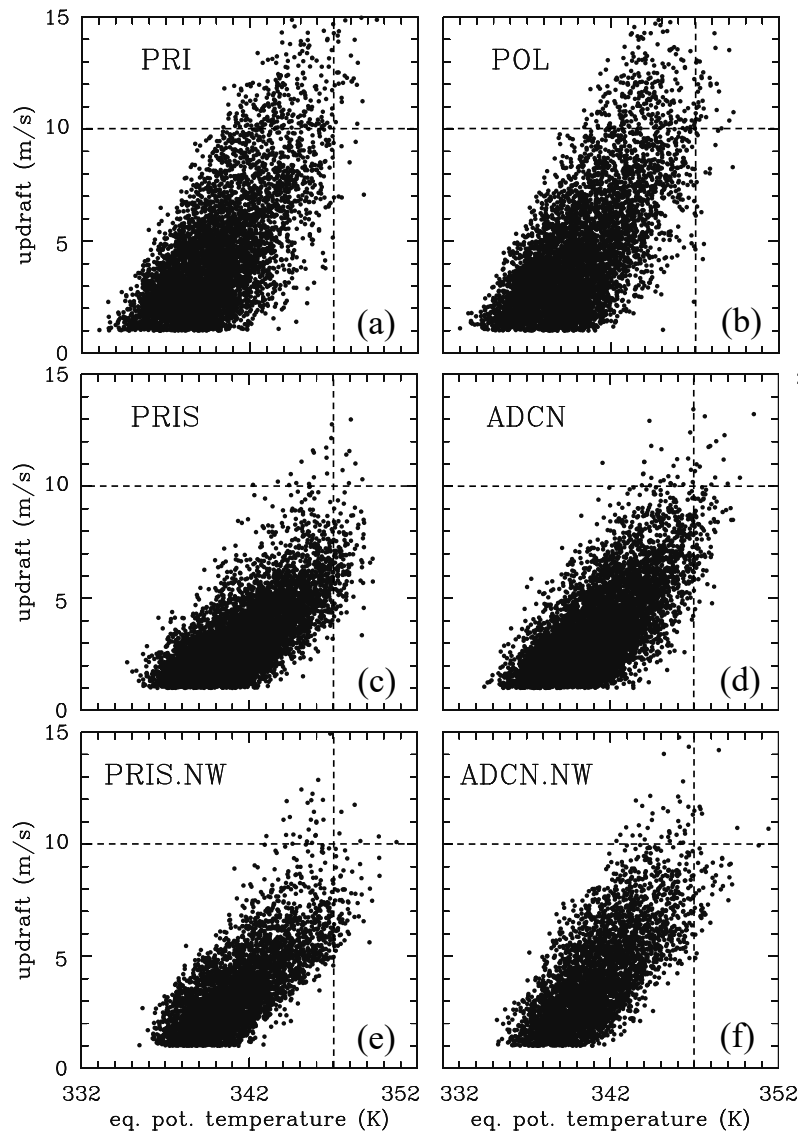 15
PRI
POL
10
updraft (m/s)
5
(a)
(b)
0
15
PRIS
ADCN
10
updraft (m/s)
5
(c)
(d)
0
15
PRIS.NW
ADCN.NW
10
updraft (m/s)
5
(e)
(f)
0
332 342 352 332 342 352
eq. pot. temperature (K) eq. pot. temperature (K)